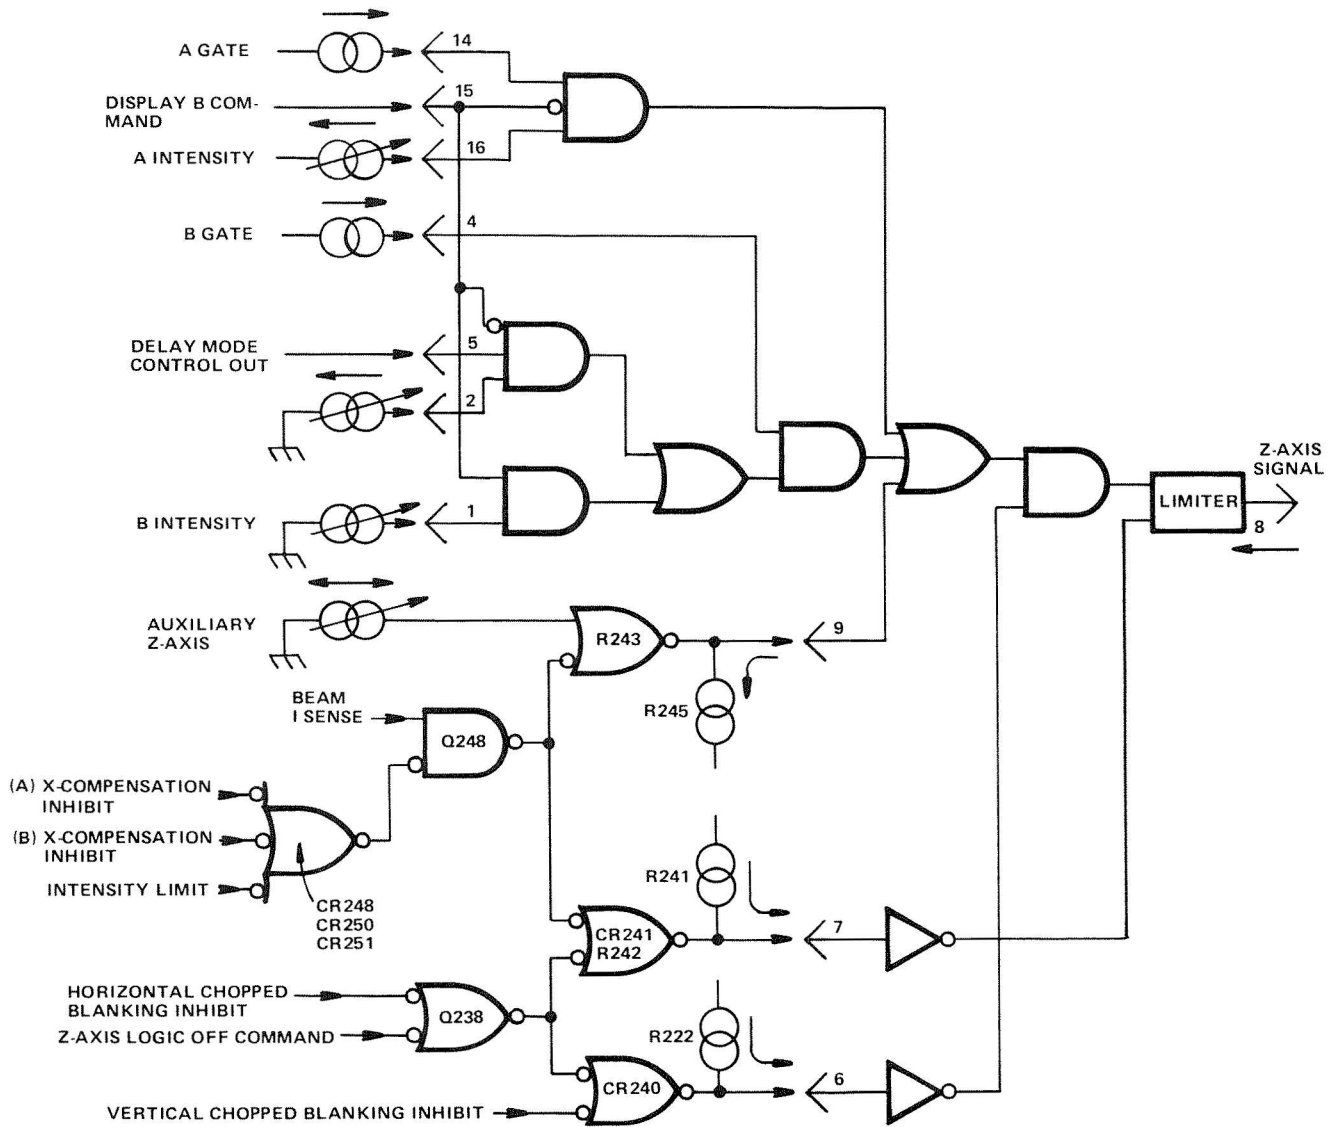 A GATE
14
DISPLAY B COM-
MAND
15
A INTENSITY
16
B GATE
4
DELAY MODE
CONTROL OUT
5
2
B INTENSITY
1
Z-AXIS
SIGNAL
LIMITER
8
AUXILIARY
Z-AXIS
R243
9
R245
BEAM
I SENSE
Q248
(A) X-COMPENSATION
INHIBIT
(B) X-COMPENSATION
INHIBIT
INTENSITY LIMIT
CR248
CR250
CR251
R241
CR241
R242
7
HORIZONTAL CHOPPED
BLANKING INHIBIT
Q238
Z-AXIS LOGIC OFF COMMAND
R222
CR240
6
VERTICAL CHOPPED BLANKING INHIBIT